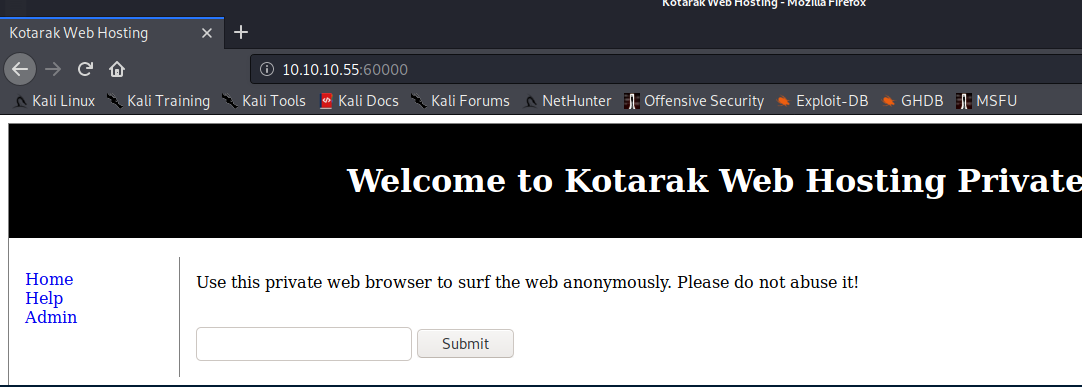 Kotarak Web Hosting - Mozilla Firefox
Kotarak Web Hosting
10.10.10.55:60000
Kali Linux Kali Training Kali Tools Kali Docs Kali Forums NetHunter Offensive Security Exploit-DB GHDB MSFU
Welcome to Kotarak Web Hosting Private
Home
Help
Admin
Use this private web browser to surf the web anonymously. Please do not abuse it!
Submit